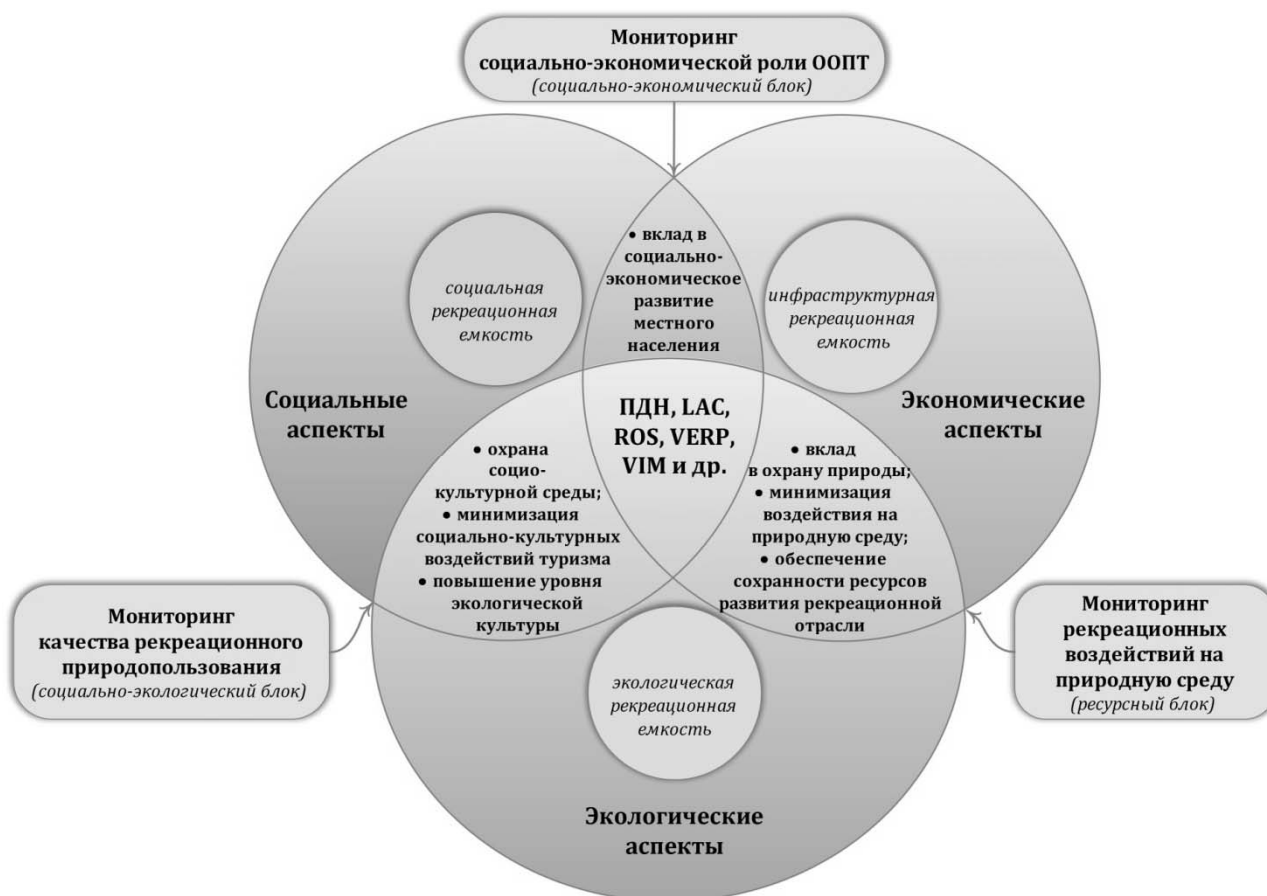 Мониторинг
социально-экономической роли ООПТ
(социально-экономический блок)
• вклад в
социально-
экономическое
развитие
местного
населения
социальная
рекреационная
емкость
инфраструктурная
рекреационная
емкость
Социальные
аспекты
Экономические
аспекты
ПДН, LAC,
ROS, VERP,
VIM и др.
• охрана
социо-
культурной среды;
• минимизация
социально-культурных
воздействий туризма
• повышение уровня
экологической
культуры
• вклад
в охрану природы;
• минимизация
воздействия на
природную среду;
• обеспечение
сохранности ресурсов
развития рекреационной
отрасли
Мониторинг
качества рекреационного
природопользования
(социально-экологический блок)
Мониторинг
рекреационных
воздействий на
природную среду
(ресурсный блок)
экологическая
рекреационная
емкость
Экологические
аспекты